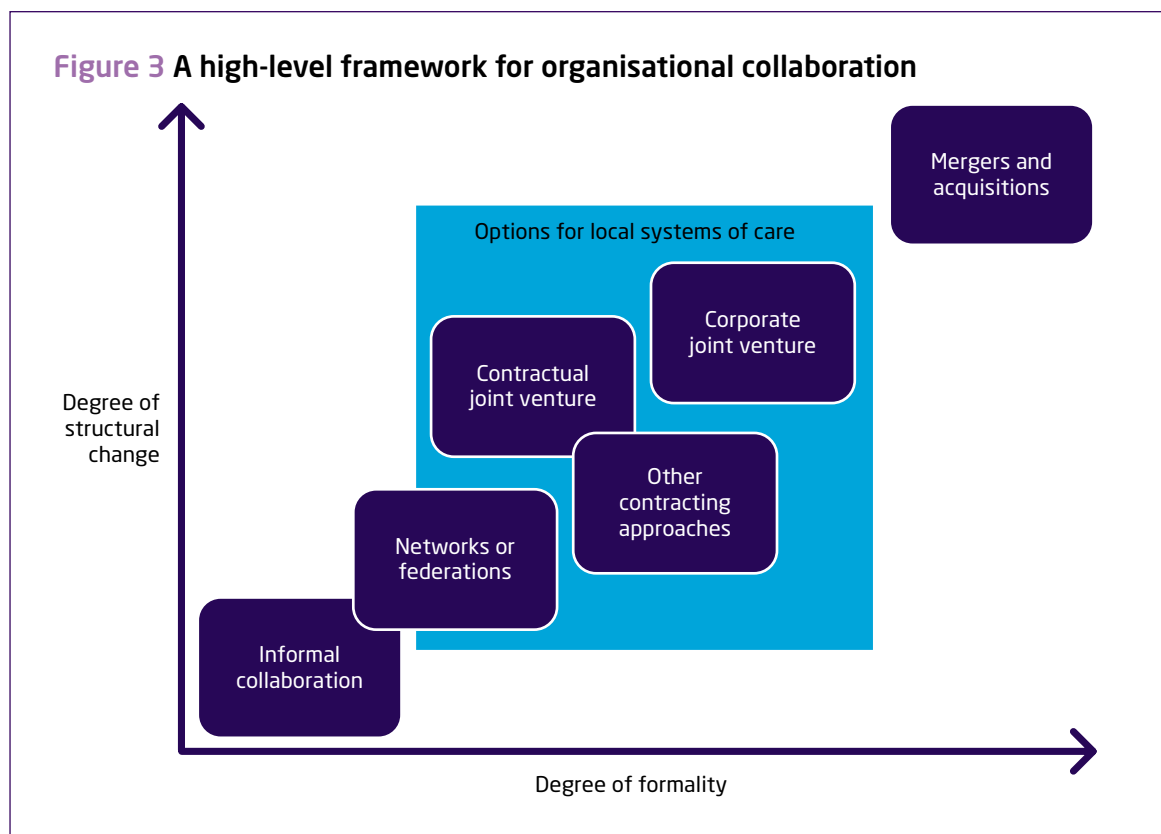 Figure 3 A high-level framework for organisational collaboration
Mergers and
acquisitions
Options for local systems of care
Corporate
joint venture
Contractual
joint venture
Degree of
structural
change
Other
contracting
approaches
Networks or
federations
Informal
collaboration
Degree of formality